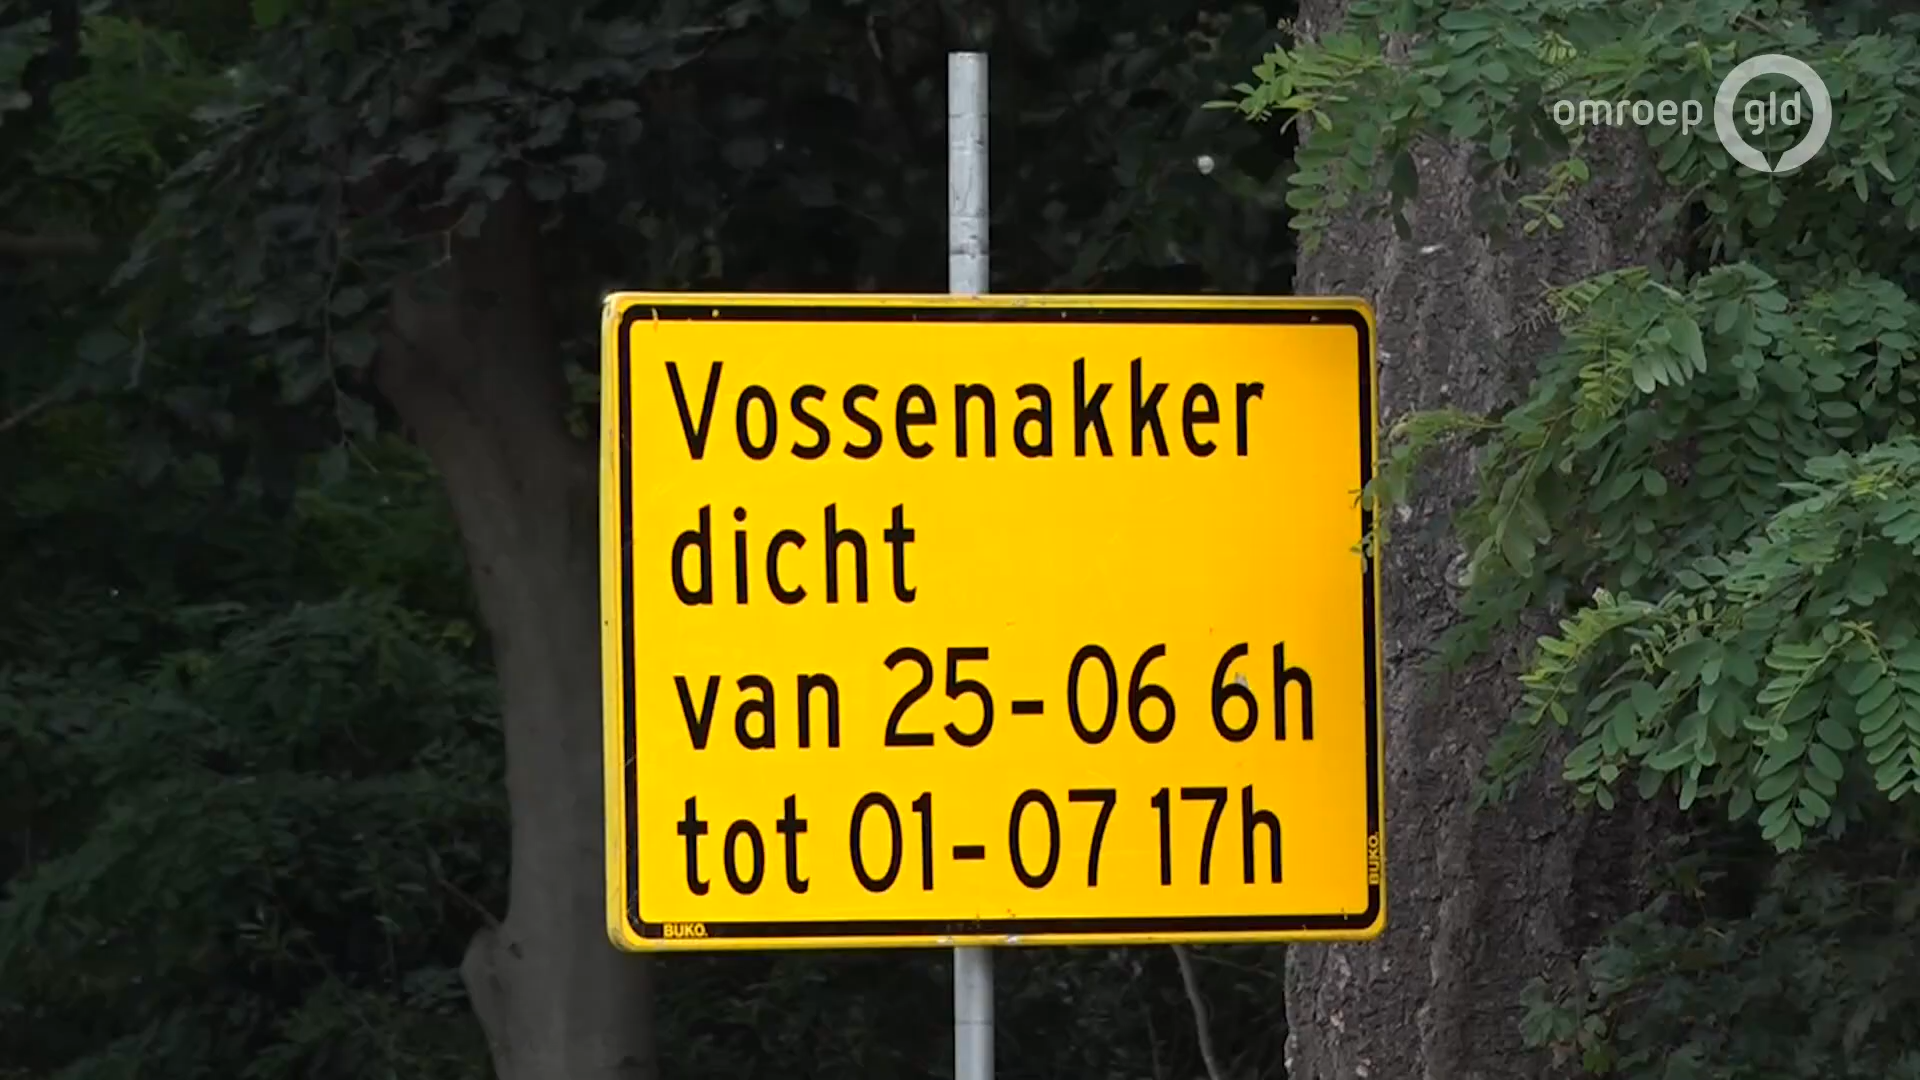 omroep gld
Vossenakker
dicht
van 25-06 6h
tot 01-07 17h
BUKO.
BUKO.